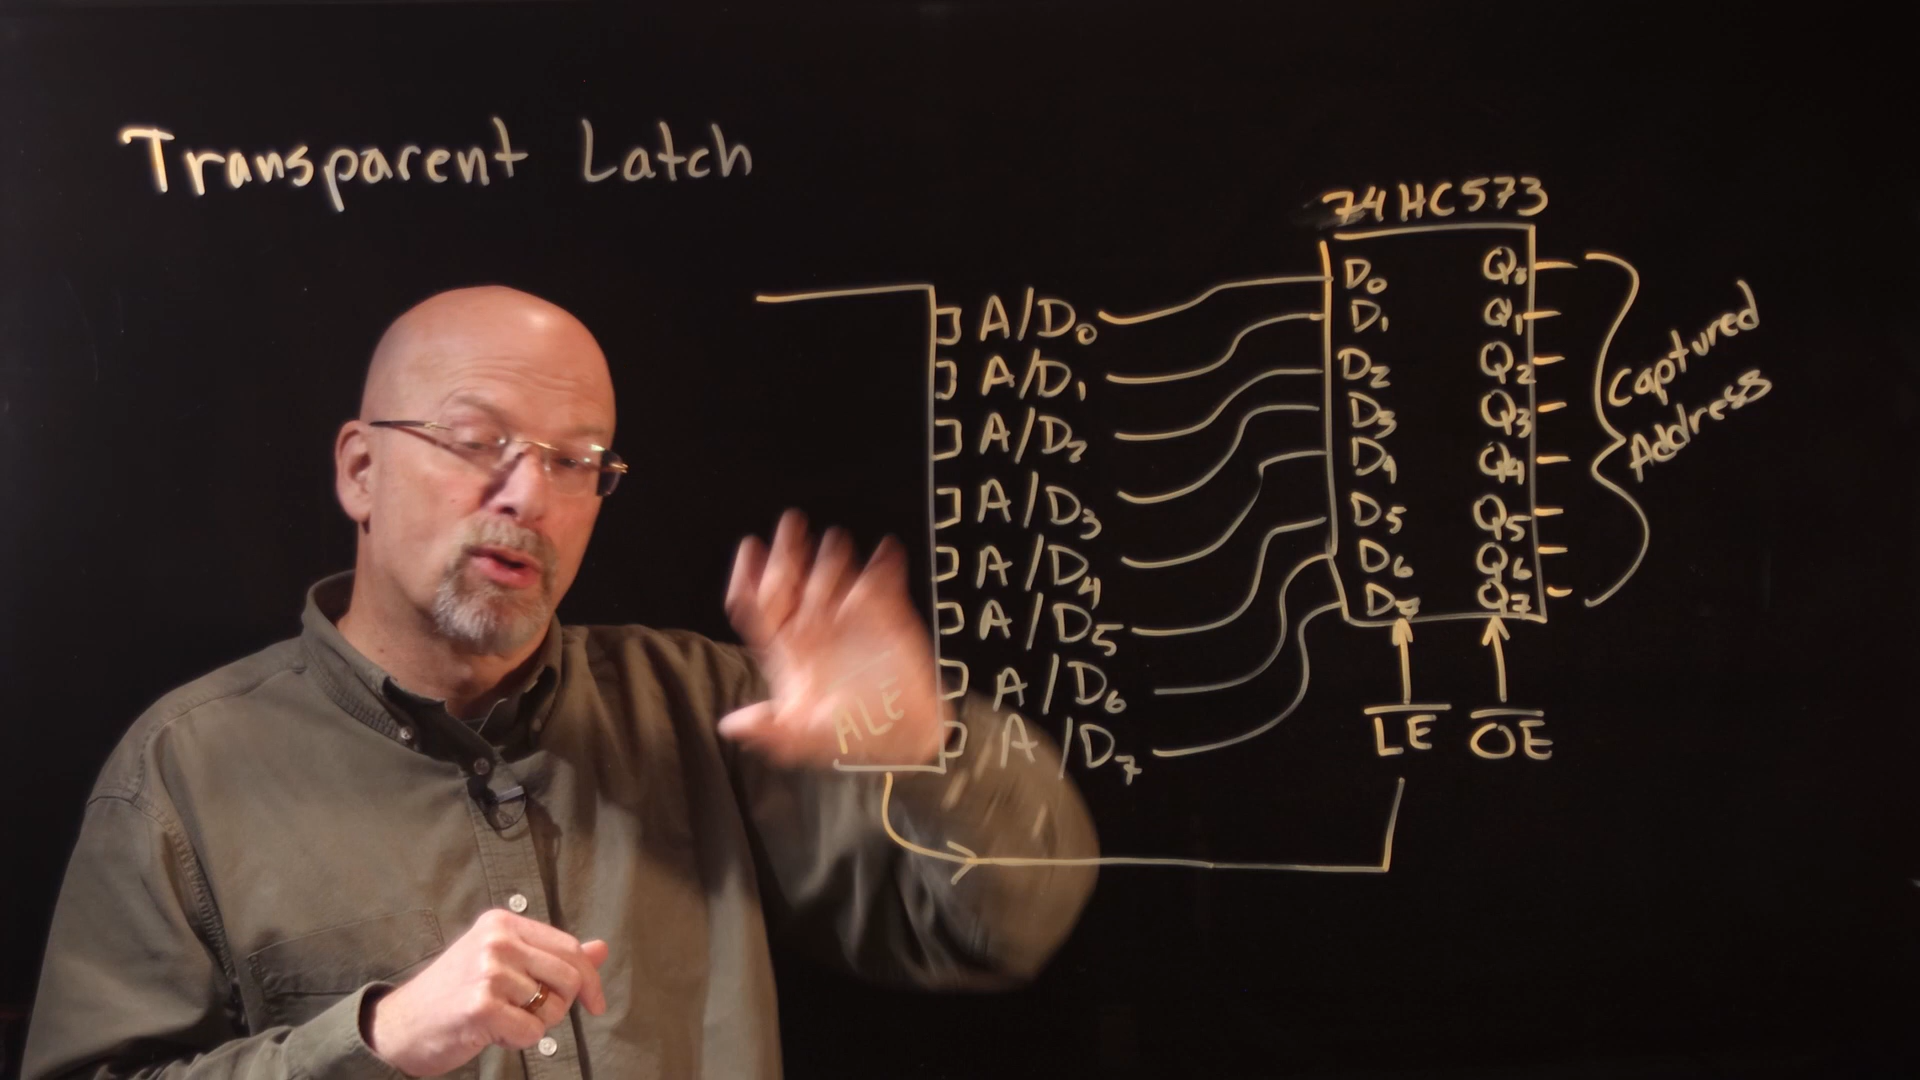 Transparent Latch
74HC573
A/D0
A/D1
A/D2
A/D3
A/D4
A/D5
A/D6
A/D7
ALE
D0 Q0
D1 Q1
D2 Q2
D3 Q3
D4 Q4
D5 Q5
D6 Q6
D7 Q7
LE OE
Captured
Address